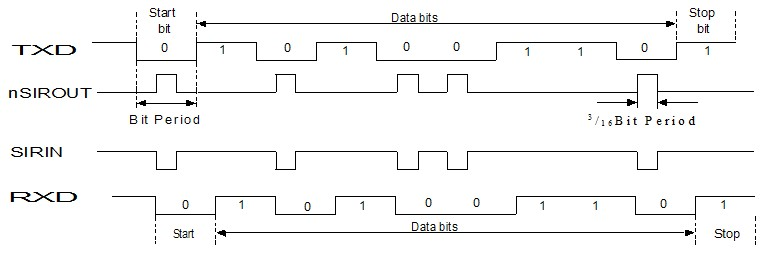 Start bit
Data bits
Stop bit
TXD
0 1 0 1 0 0 1 1 0 1
nSIROUT
Bit Period
3/16Bit Period
SIRIN
RXD
0 1 0 1 0 0 1 1 0 1
Start
Data bits
Stop